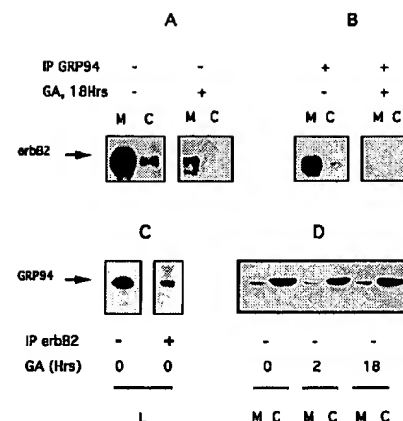 A B
IP GRP94 - - + +
GA, 18Hrs - + - +
M C M C M C M C
erbB2
C D
GRP94
IP erbB2 - + - - -
GA (Hrs) 0 0 0 2 18
L M C M C M C